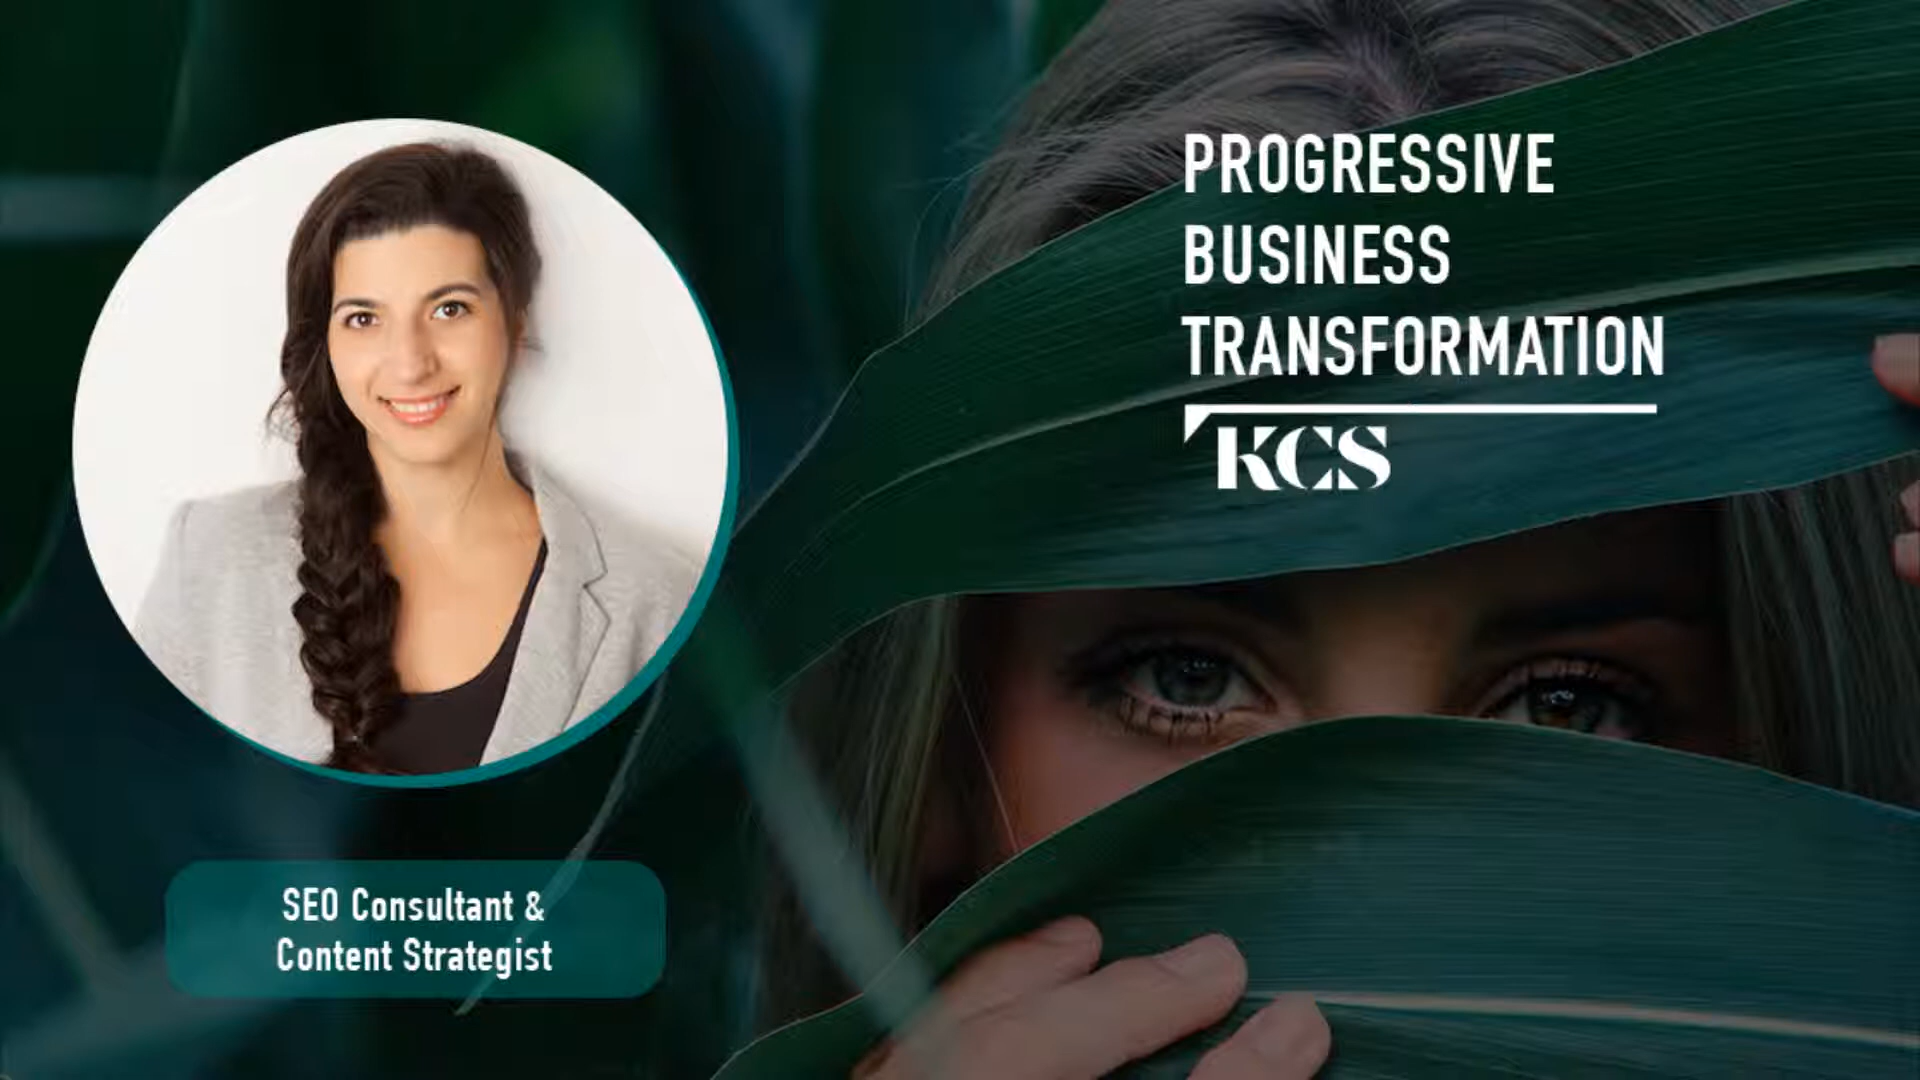 PROGRESSIVE
BUSINESS
TRANSFORMATION
KCS
SEO Consultant &
Content Strategist